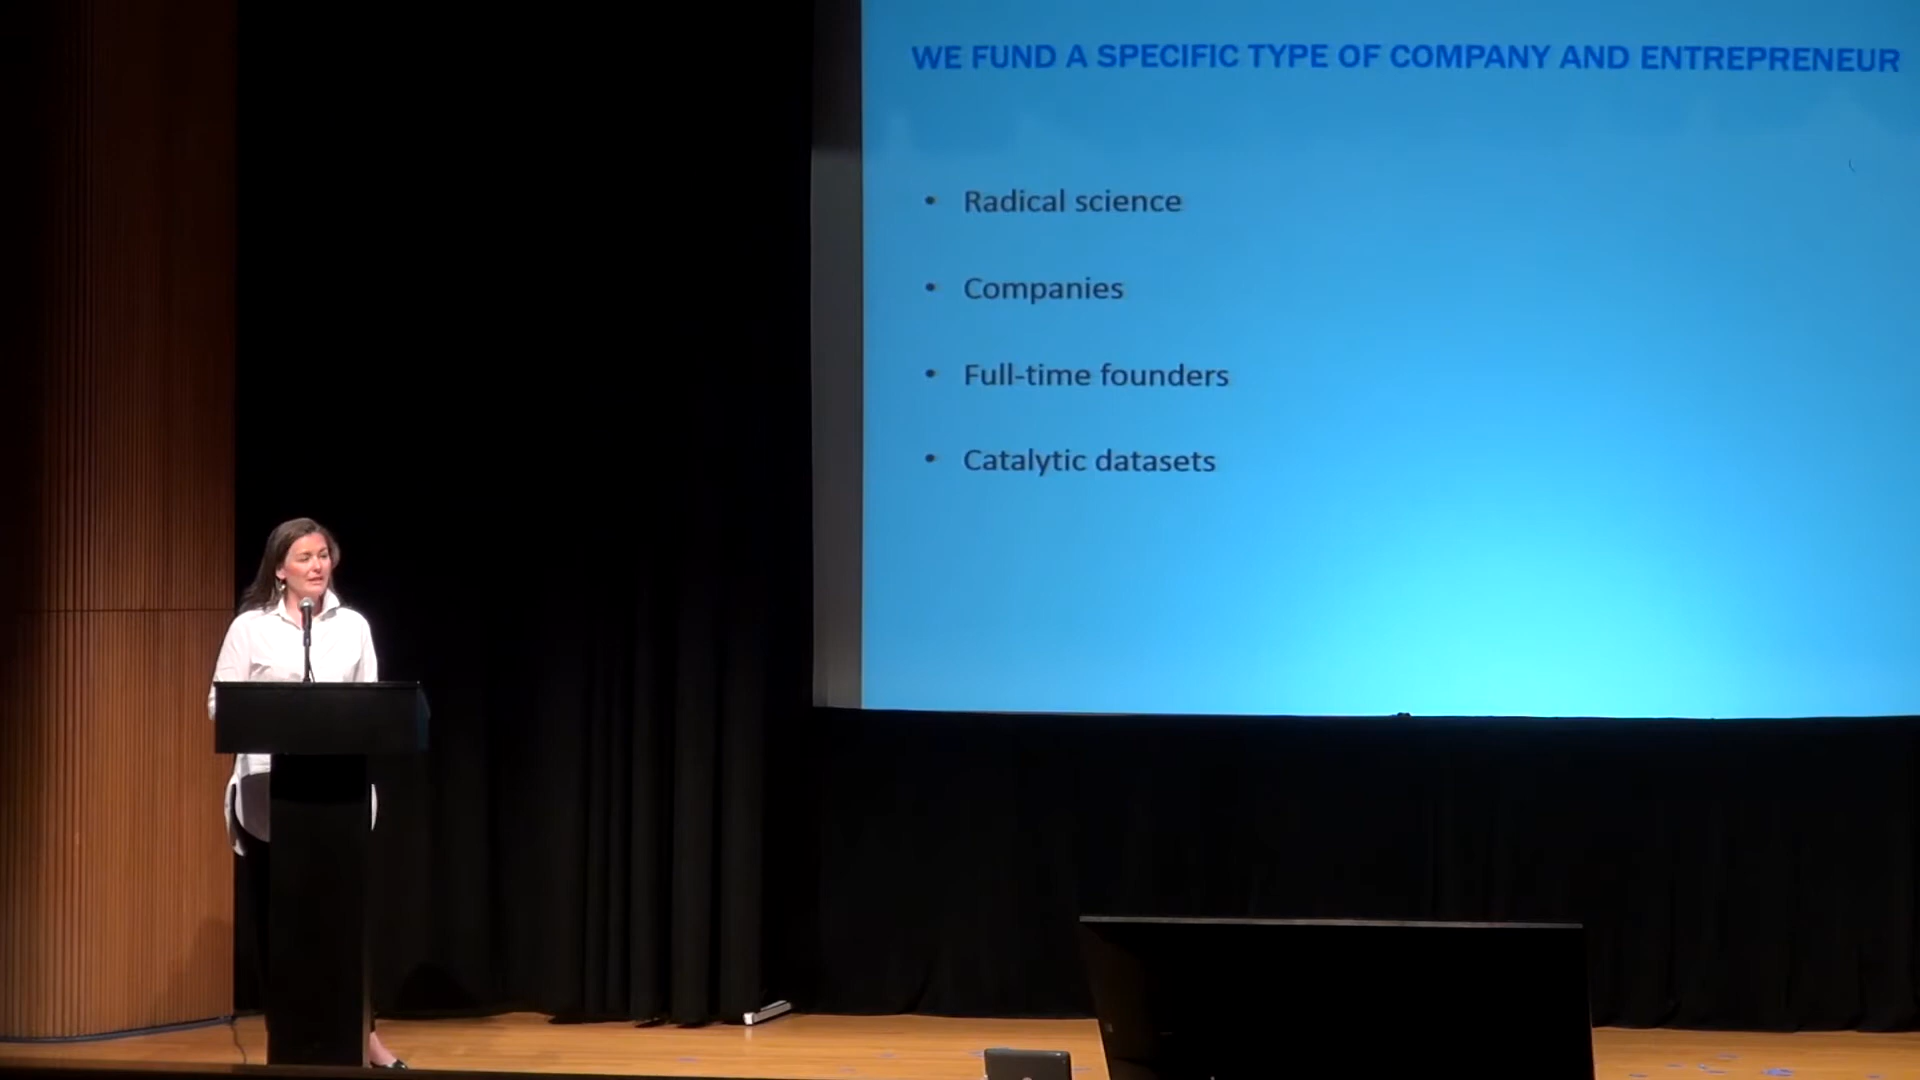 WE FUND A SPECIFIC TYPE OF COMPANY AND ENTREPRENEUR
• Radical science
• Companies
• Full-time founders
• Catalytic datasets